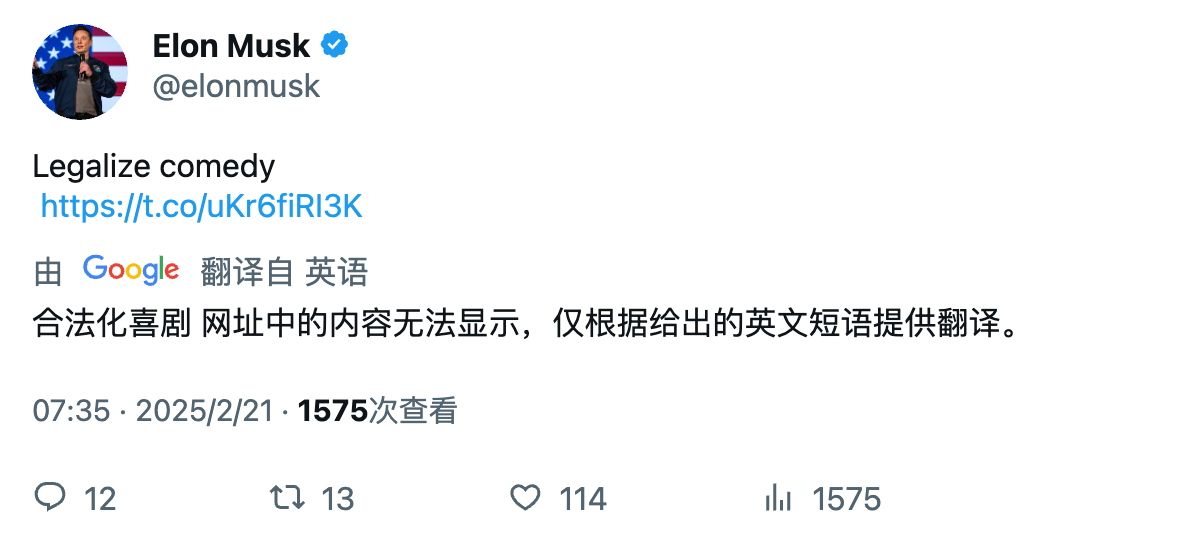 Elon Musk
@elonmusk
Legalize comedy
https://t.co/uKr6fiRI3K
由 Google 翻译自 英语
合法化喜剧 网址中的内容无法显示，仅根据给出的英文短语提供翻译。
07:35 · 2025/2/21 · 1575次查看
12 13 114 1575